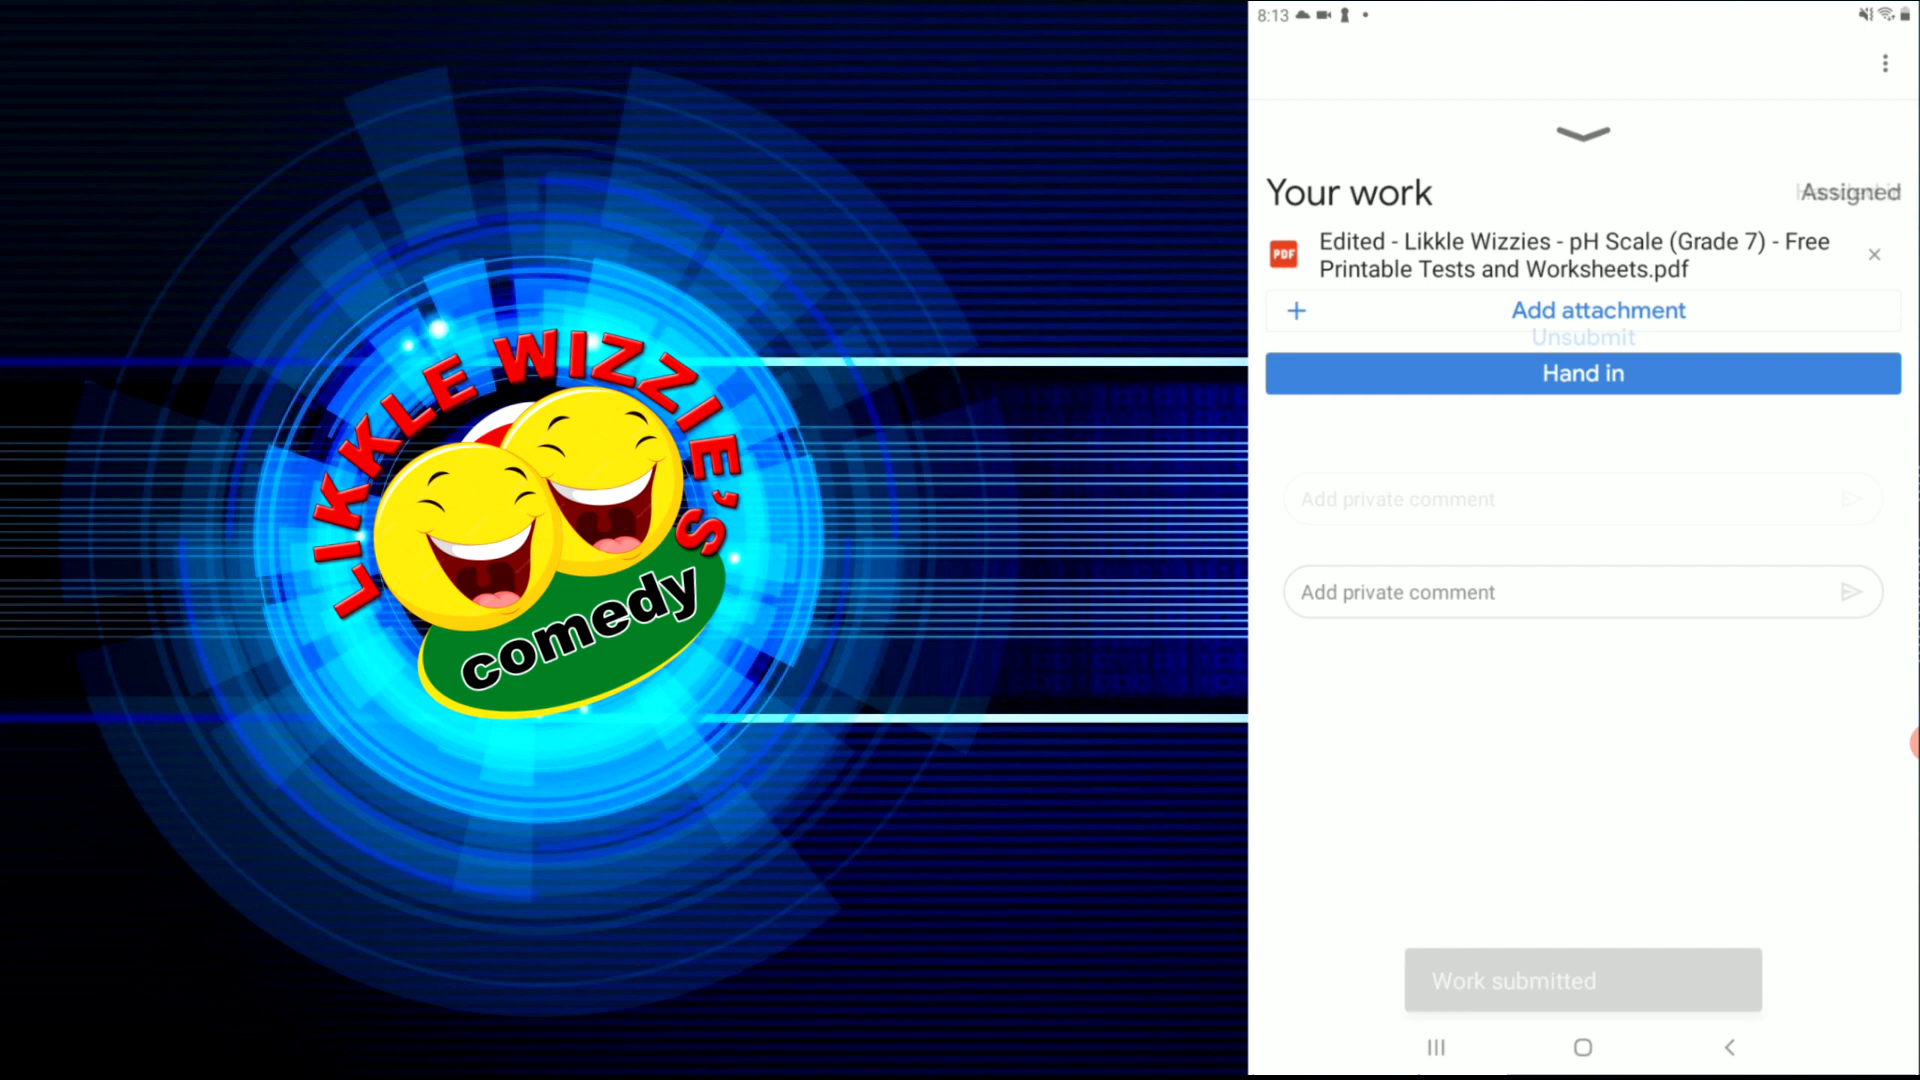 LIKKLE WIZZIE'S
comedy
8:13
Your work
Assigned
PDF
Edited - Likkle Wizzies - pH Scale (Grade 7) - Free
Printable Tests and Worksheets.pdf
+ Add attachment
Unsubmit
Hand in
Add private comment
Add private comment
Work submitted